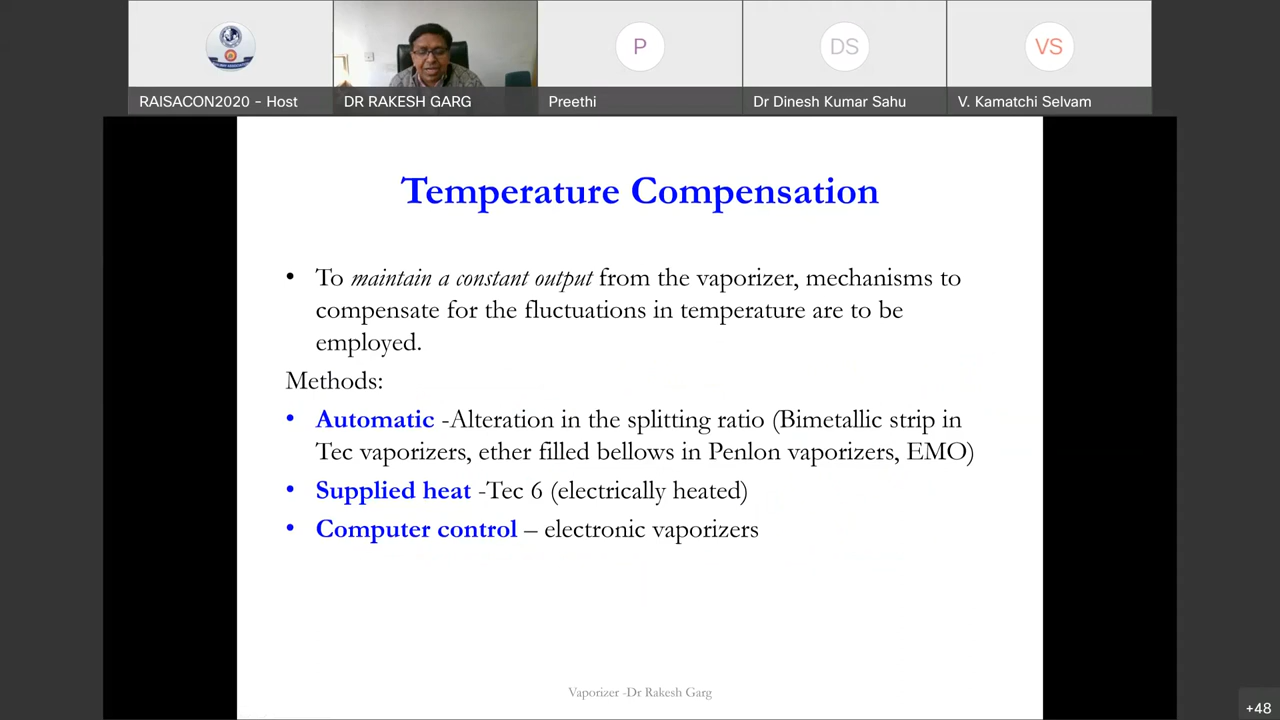 P
DS
VS
RAISACON2020 - Host
DR RAKESH GARG
Preethi
Dr Dinesh Kumar Sahu
V. Kamatchi Selvam
Temperature Compensation
• To maintain a constant output from the vaporizer, mechanisms to
compensate for the fluctuations in temperature are to be
employed.
Methods:
• Automatic -Alteration in the splitting ratio (Bimetallic strip in
Tec vaporizers, ether filled bellows in Penlon vaporizers, EMO)
• Supplied heat -Tec 6 (electrically heated)
• Computer control – electronic vaporizers
Vaporizer -Dr Rakesh Garg
+48